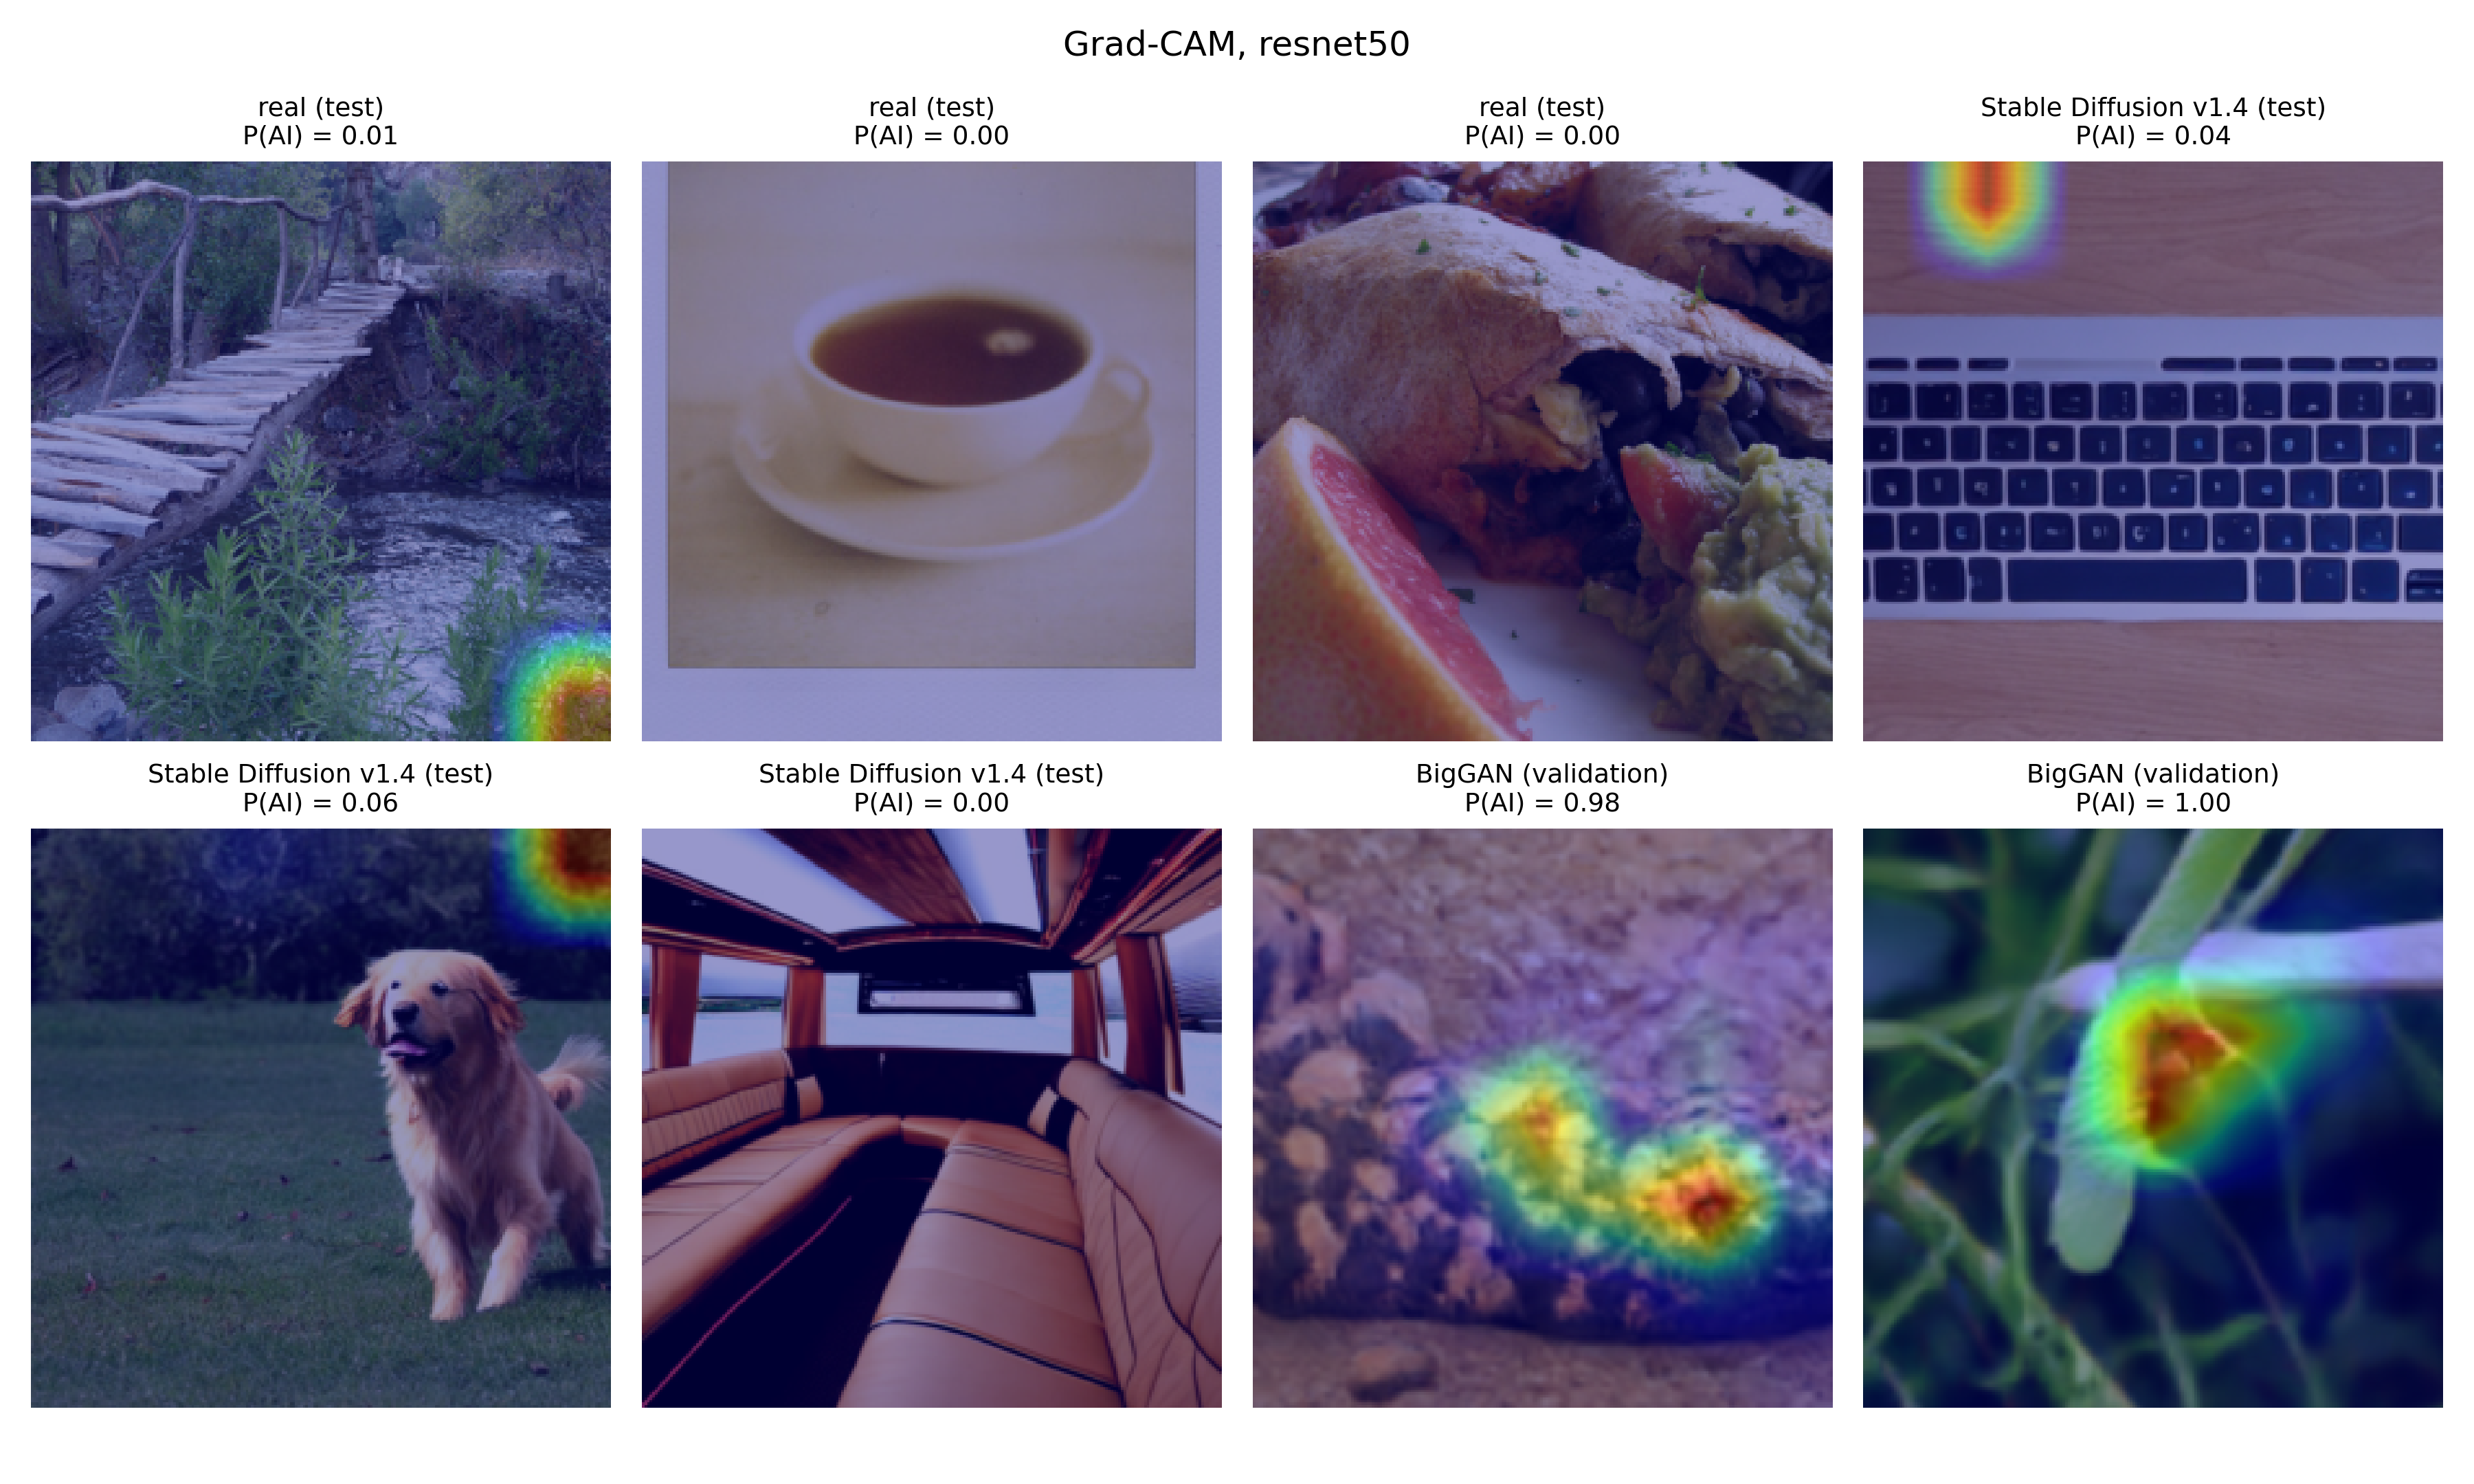 Grad-CAM, resnet50
real (test)
P(AI) = 0.01
real (test)
P(AI) = 0.00
real (test)
P(AI) = 0.00
Stable Diffusion v1.4 (test)
P(AI) = 0.04
Stable Diffusion v1.4 (test)
P(AI) = 0.06
Stable Diffusion v1.4 (test)
P(AI) = 0.00
BigGAN (validation)
P(AI) = 0.98
BigGAN (validation)
P(AI) = 1.00